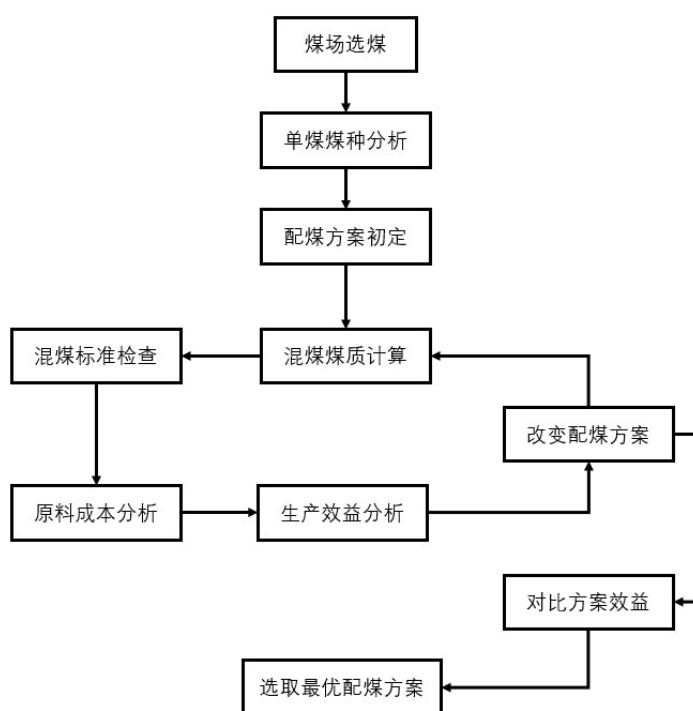 煤场选煤
单煤煤种分析
配煤方案初定
混煤标准检查
混煤煤质计算
改变配煤方案
原料成本分析
生产效益分析
对比方案效益
选取最优配煤方案